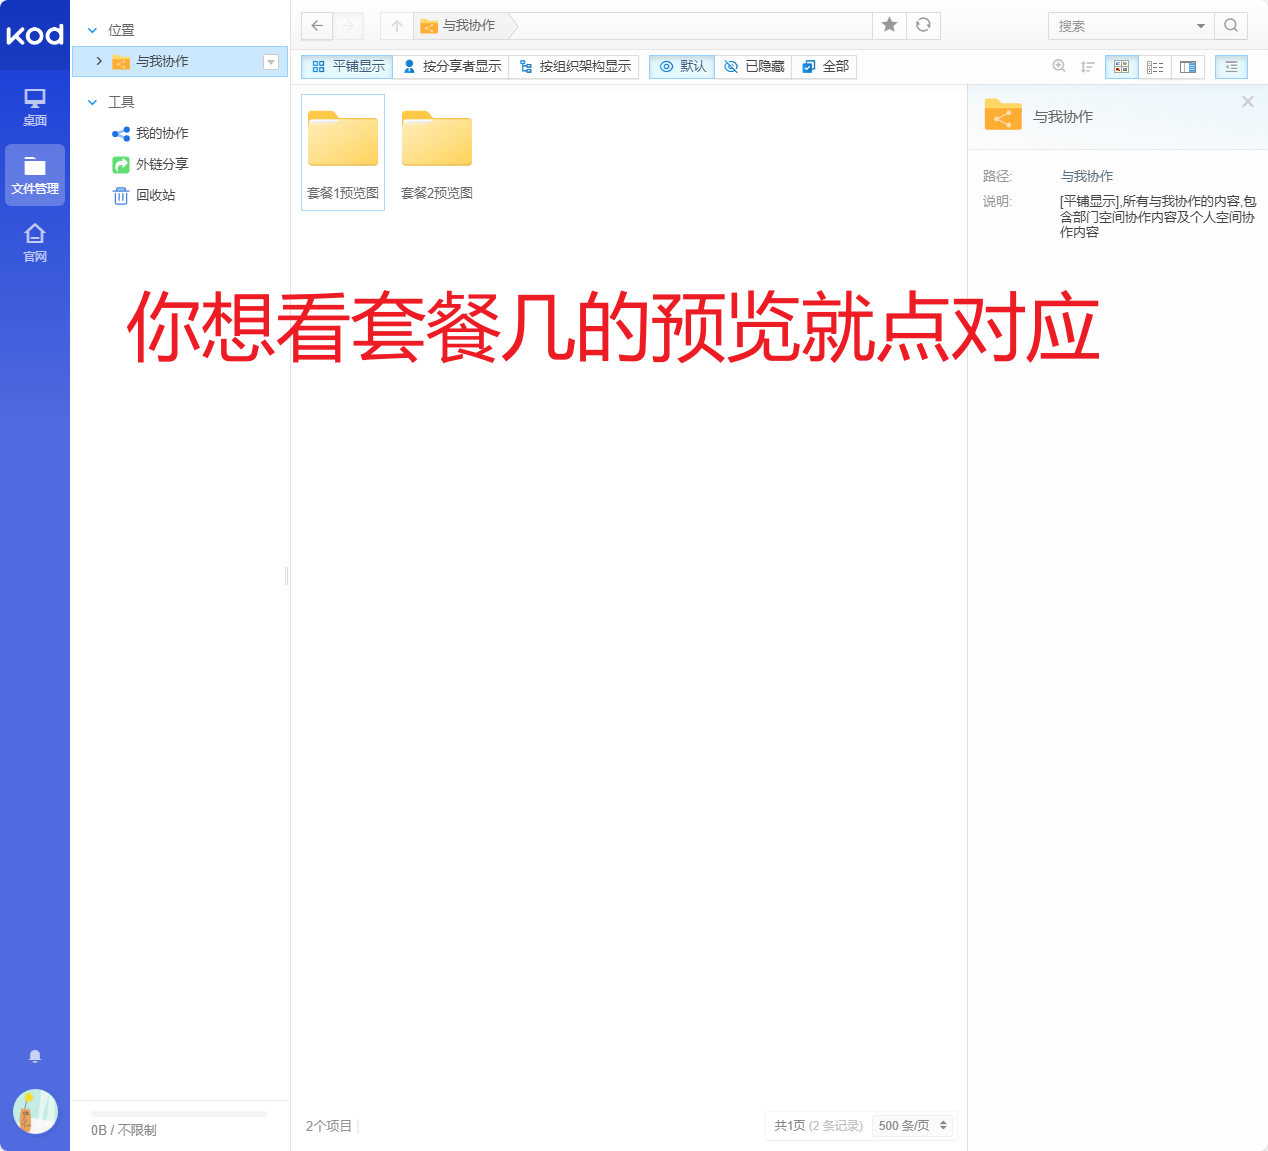 kod
桌面
文件管理
官网
位置
与我协作
工具
我的协作
外链分享
回收站
0B / 不限制
与我协作
搜索
平铺显示 按分享者显示 按组织架构显示 默认 已隐藏 全部
套餐1预览图 套餐2预览图
与我协作
路径: 与我协作
说明: [平铺显示],所有与我协作的内容,包
含部门空间协作内容及个人空间协
作内容
你想看套餐几的预览就点对应
2个项目
共1页 (2 条记录) 500 条/页